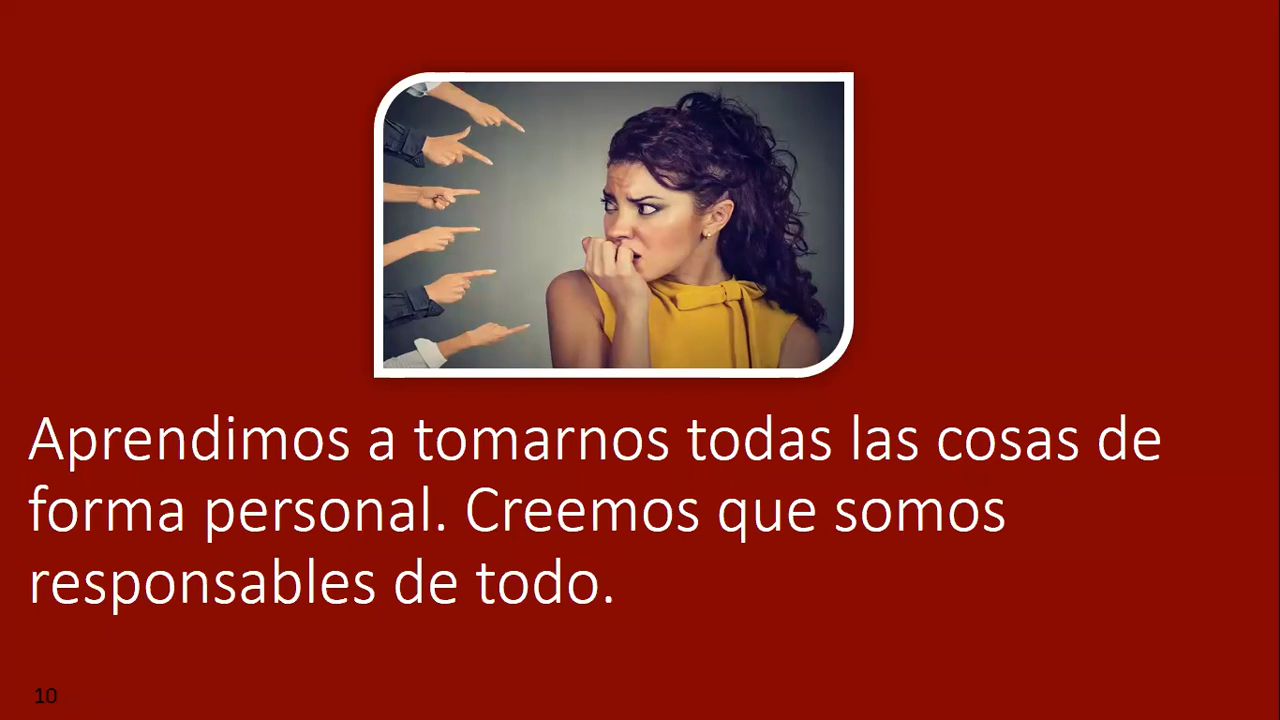 Aprendimos a tomarnos todas las cosas de
forma personal. Creemos que somos
responsables de todo.
10